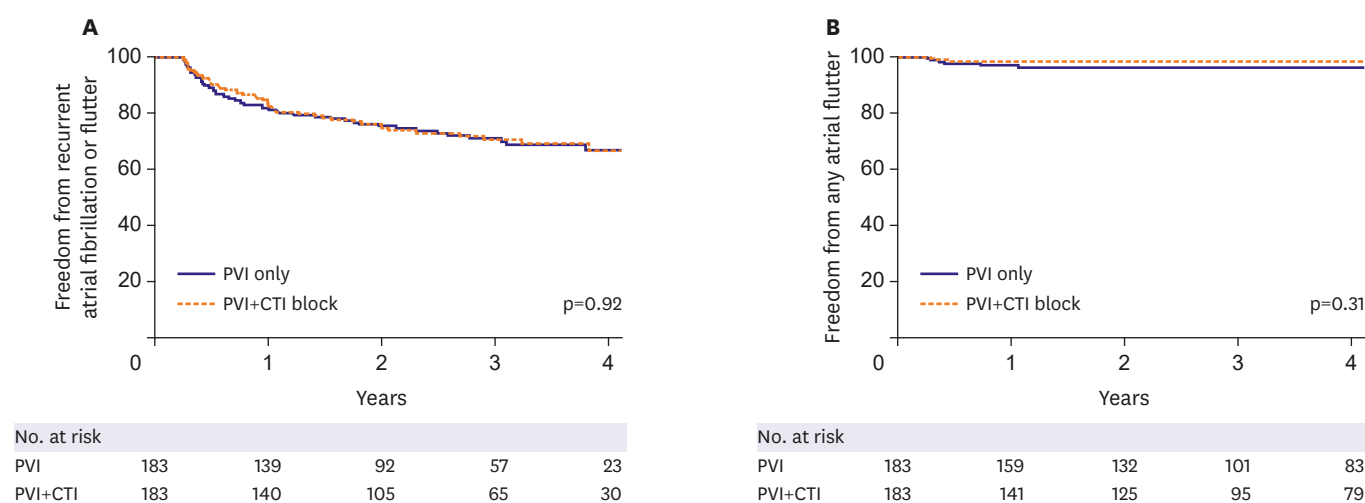 A
Freedom from recurrent
atrial fibrillation or flutter
100
80
60
40
20
0
PVI only
PVI+CTI block
p=0.92
1 2 3 4
Years
No. at risk
PVI 183 139 92 57 23
PVI+CTI 183 140 105 65 30
B
Freedom from any atrial flutter
100
80
60
40
20
0
PVI only
PVI+CTI block
p=0.31
1 2 3 4
Years
No. at risk
PVI 183 159 132 101 83
PVI+CTI 183 141 125 95 79